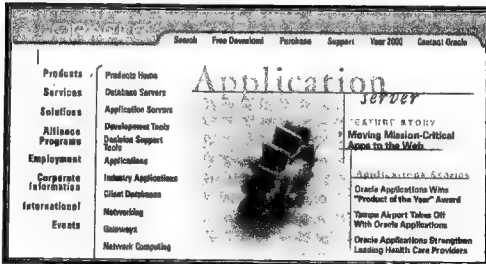 Search Free Download Purchase Support Year 2000 Contact Oracle
Products
Services
Solutions
Alliance
Programs
Employment
Corporate
Information
International
Events
Products Home
Database Servers
Application Servers
Development Tools
Decision Support
Tools
Applications
Industry Applications
Client Databases
Networking
Gateways
Network Computing
Application
server
FEATURE STORY
Moving Mission-Critical
Apps to the Web
Applications Stories
Oracle Applications Wins
"Product of the Year" Award
Tampa Airport Takes Off
With Oracle Applications
Oracle Applications Strengthen
Leading Health Care Providers